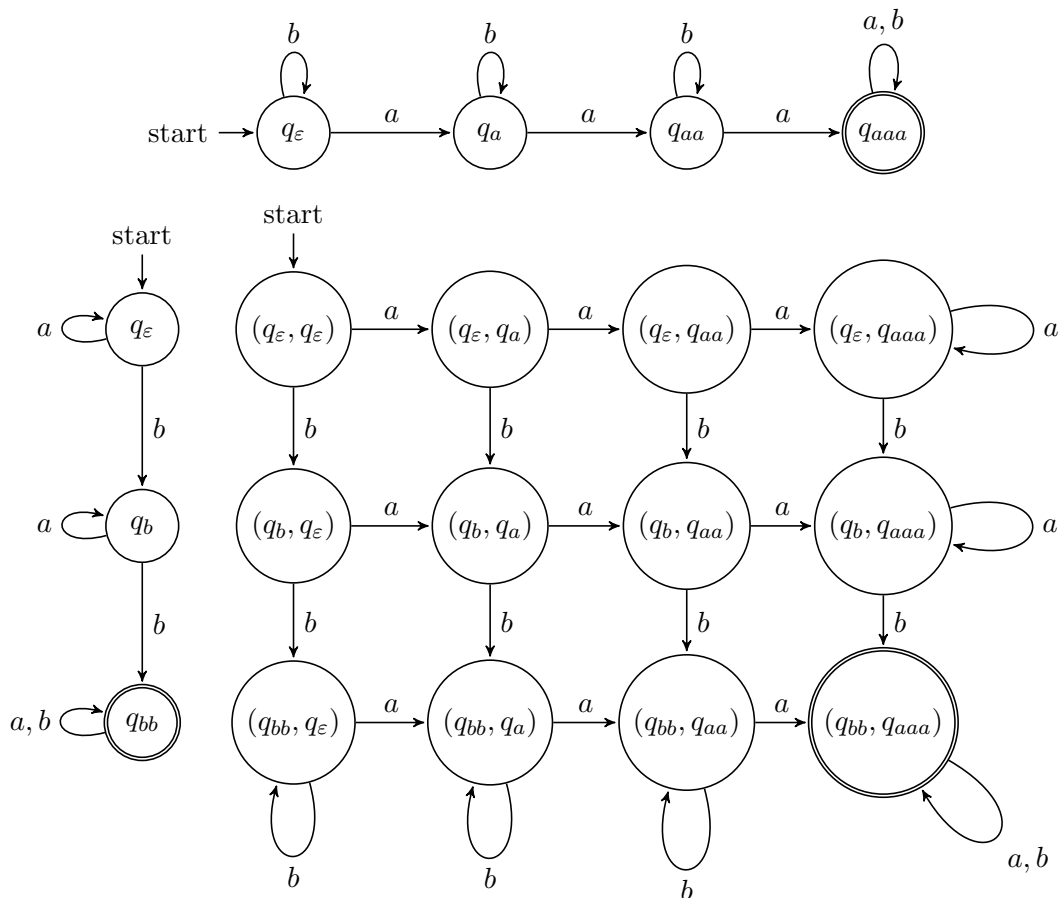 b b b a, b
start q_ε a q_a a q_aa a q_aaa
start start
a q_ε (q_ε, q_ε) a (q_ε, q_a) a (q_ε, q_aa) a (q_ε, q_aaa) a
b b b b b
a q_b (q_b, q_ε) a (q_b, q_a) a (q_b, q_aa) a (q_b, q_aaa) a
b b b b b
a, b q_bb (q_bb, q_ε) a (q_bb, q_a) a (q_bb, q_aa) a (q_bb, q_aaa)
b b b a, b